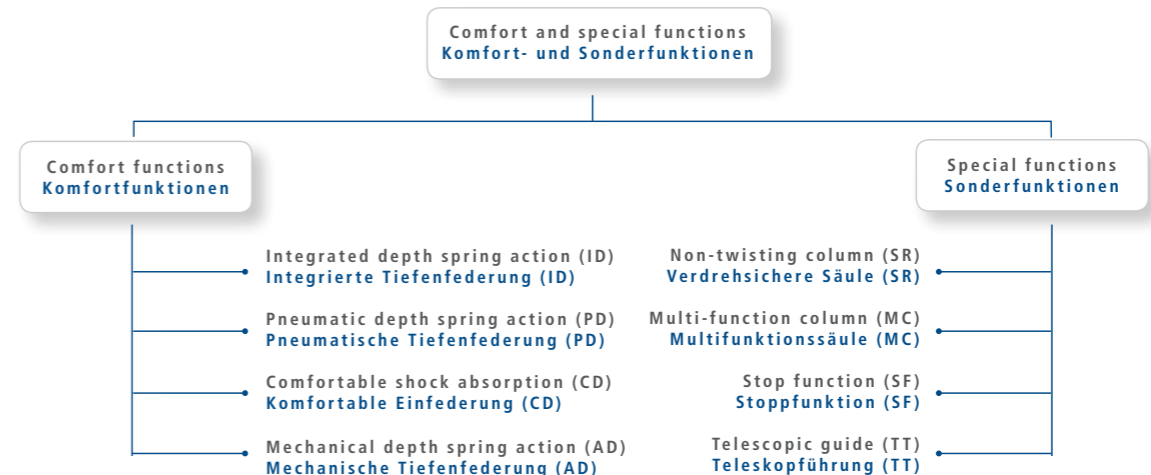 Comfort and special functions
Komfort- und Sonderfunktionen
Comfort functions
Komfortfunktionen
Special functions
Sonderfunktionen
Integrated depth spring action (ID)
Integrierte Tiefenfederung (ID)
Pneumatic depth spring action (PD)
Pneumatische Tiefenfederung (PD)
Comfortable shock absorption (CD)
Komfortable Einfederung (CD)
Mechanical depth spring action (AD)
Mechanische Tiefenfederung (AD)
Non-twisting column (SR)
Verdrehsichere Säule (SR)
Multi-function column (MC)
Multifunktionssäule (MC)
Stop function (SF)
Stoppfunktion (SF)
Telescopic guide (TT)
Teleskopführung (TT)